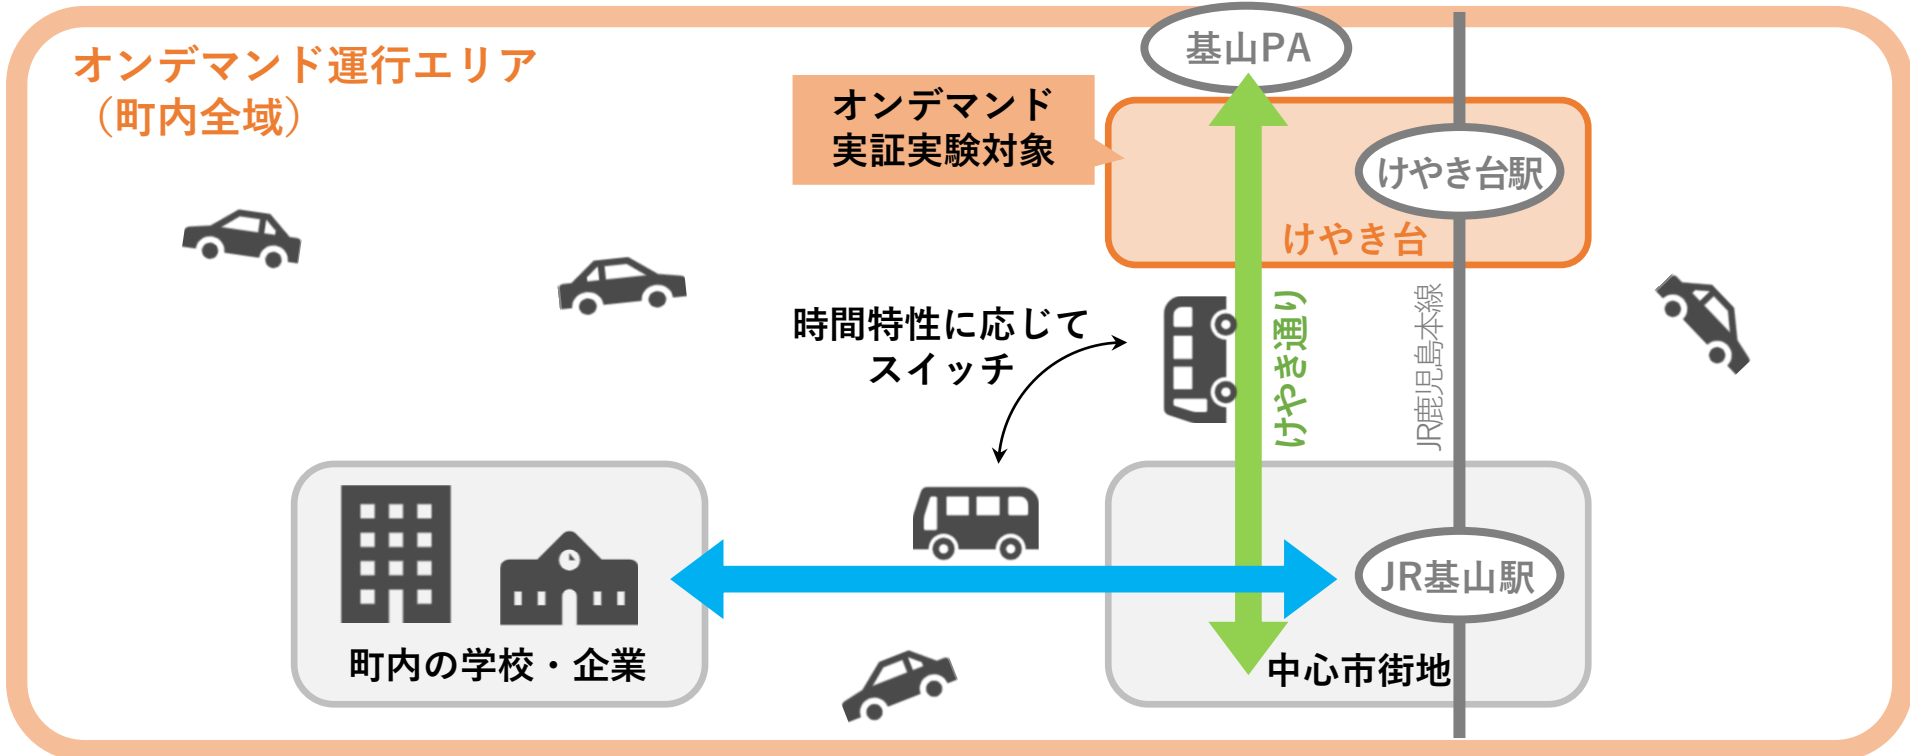 オンデマンド運行エリア
（町内全域）
基山PA
オンデマンド
実証実験対象
けやき台駅
けやき台
時間特性に応じて
スイッチ
けやき通り
JR鹿児島本線
JR基山駅
町内の学校・企業
中心市街地